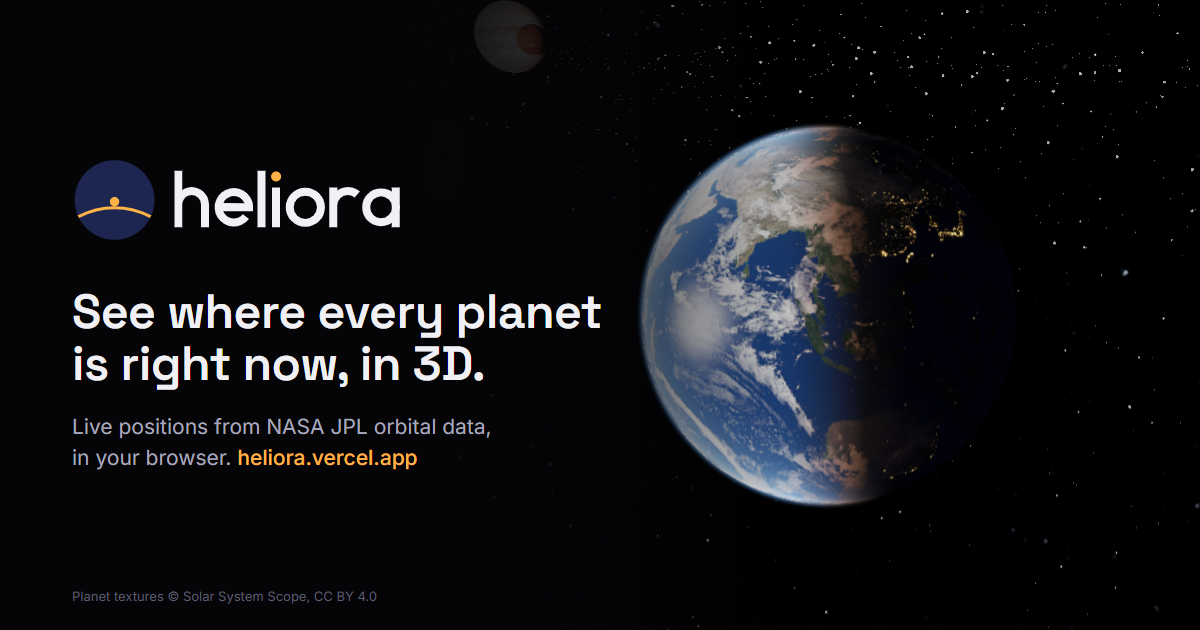 heliora
See where every planet
is right now, in 3D.
Live positions from NASA JPL orbital data,
in your browser. heliora.vercel.app
Planet textures © Solar System Scope, CC BY 4.0